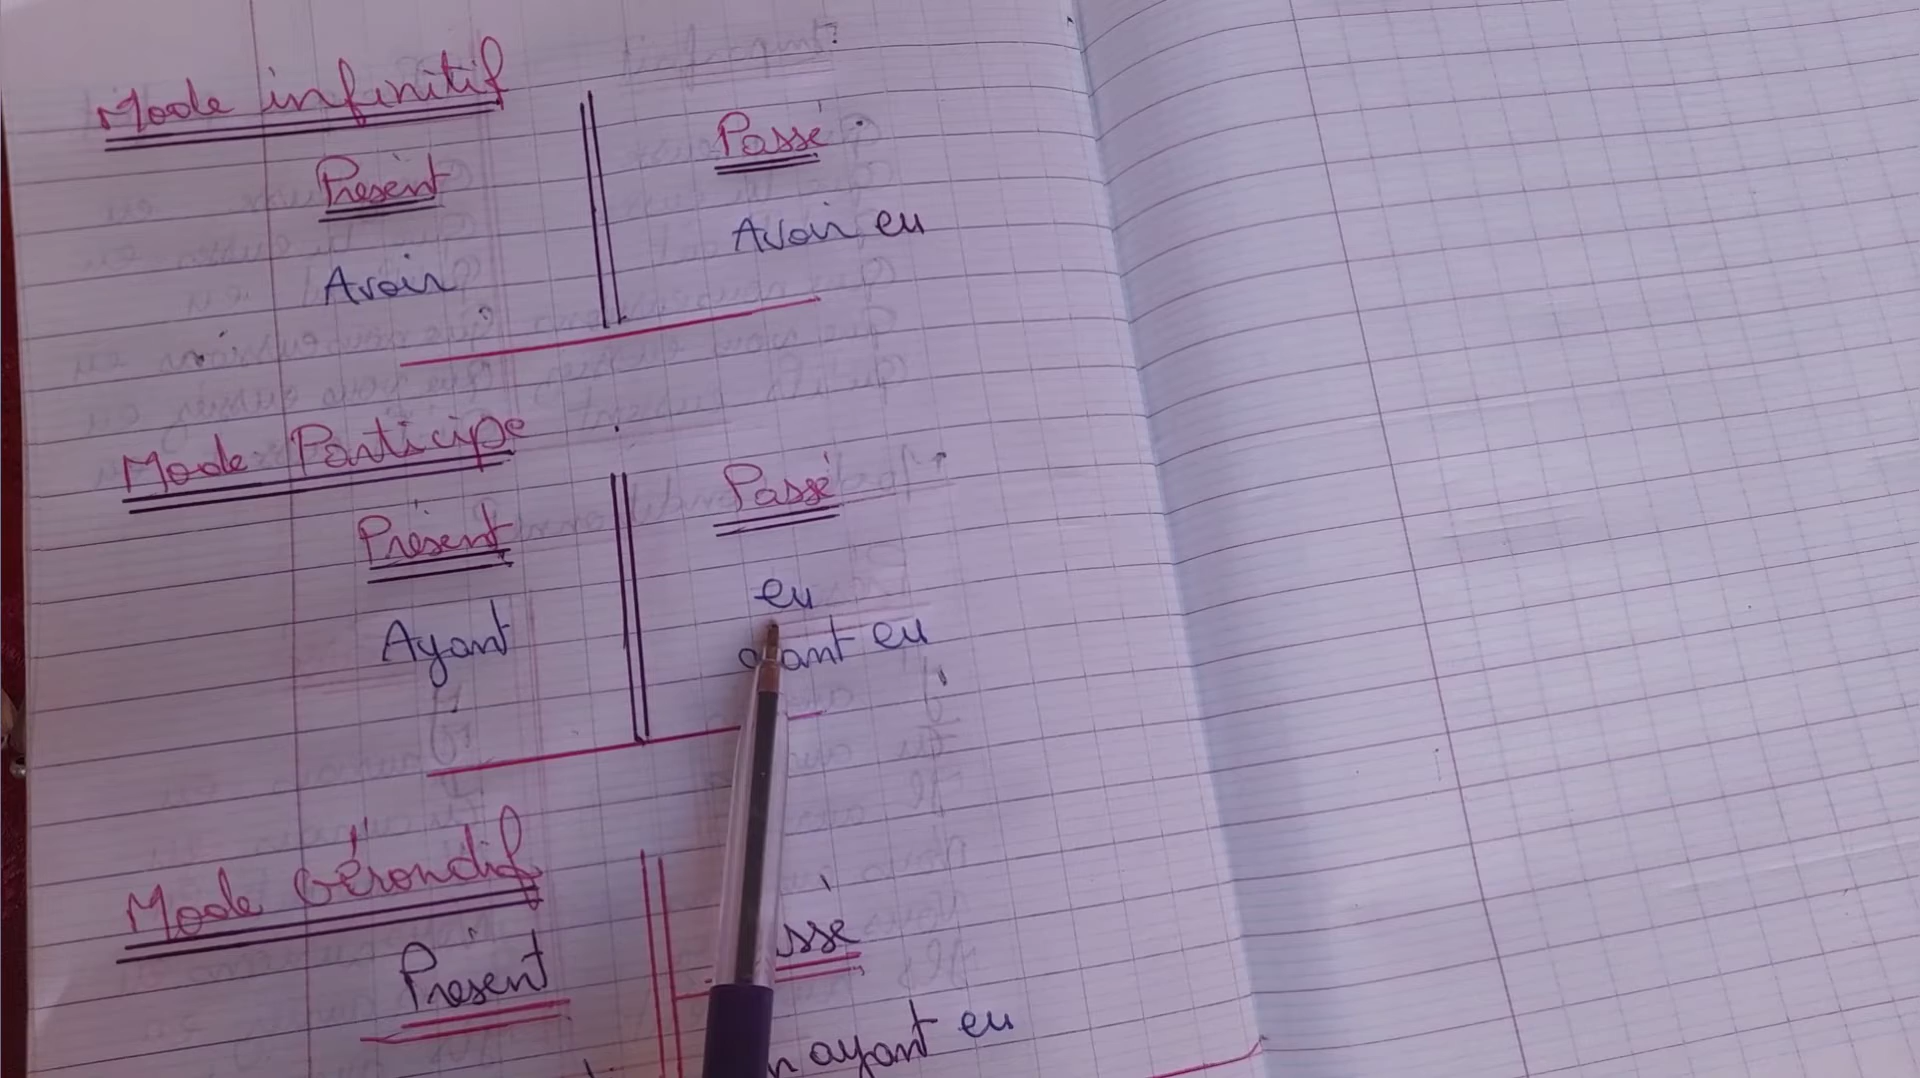 Mode infinitif
Présent
Passé
Avoir
Avoir eu
Mode Participe
Présent
Passé
Ayant
eu
ayant eu
Mode Gérondif
Présent
ayant eu